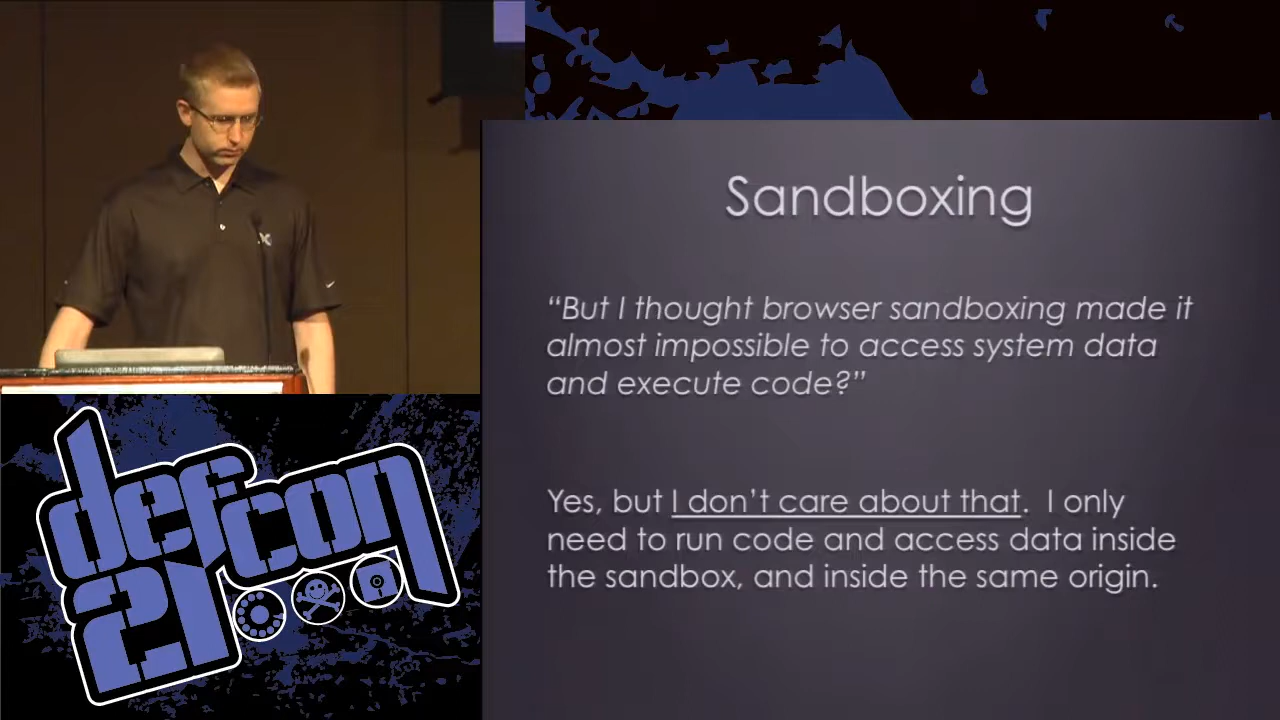 Sandboxing
“But I thought browser sandboxing made it
almost impossible to access system data
and execute code?”
Yes, but I don’t care about that.  I only
need to run code and access data inside
the sandbox, and inside the same origin.
defcon
21